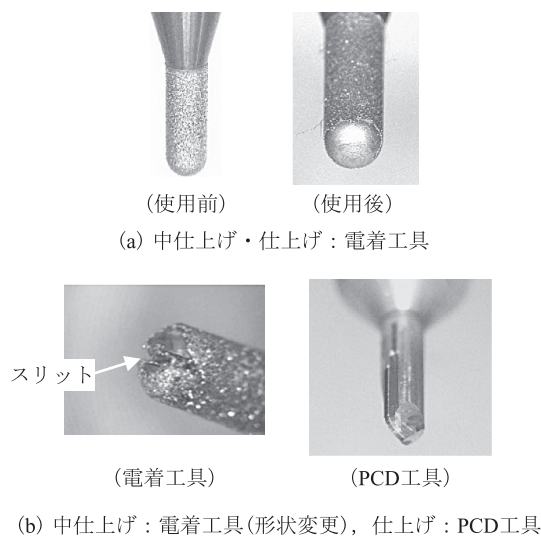 (使用前)
(使用後)
(a) 中仕上げ・仕上げ：電着工具
スリット
(電着工具)
(PCD工具)
(b) 中仕上げ：電着工具(形状変更)，仕上げ：PCD工具